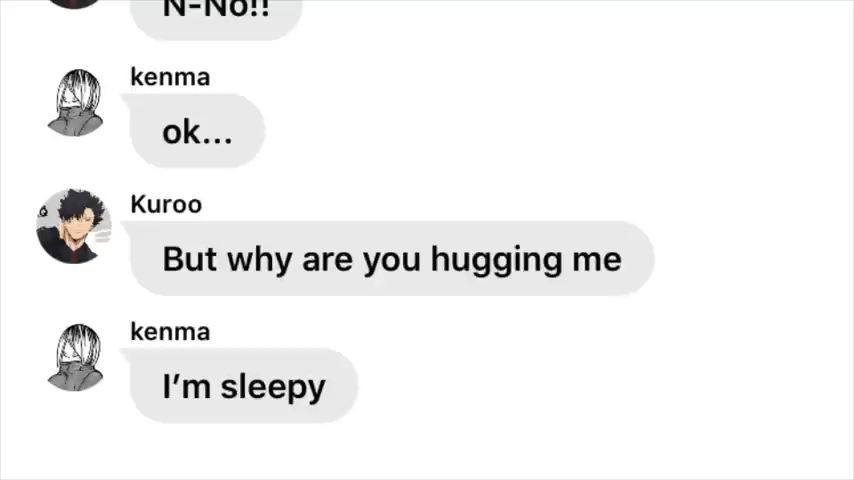 N-No!!
kenma
ok...
Kuroo
But why are you hugging me
kenma
I'm sleepy